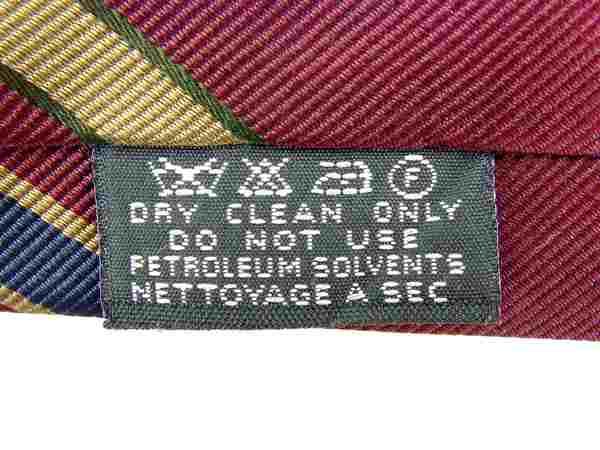 F
DRY CLEAN ONLY
DO NOT USE
PETROLEUM SOLVENTS
NETTOYAGE A SEC